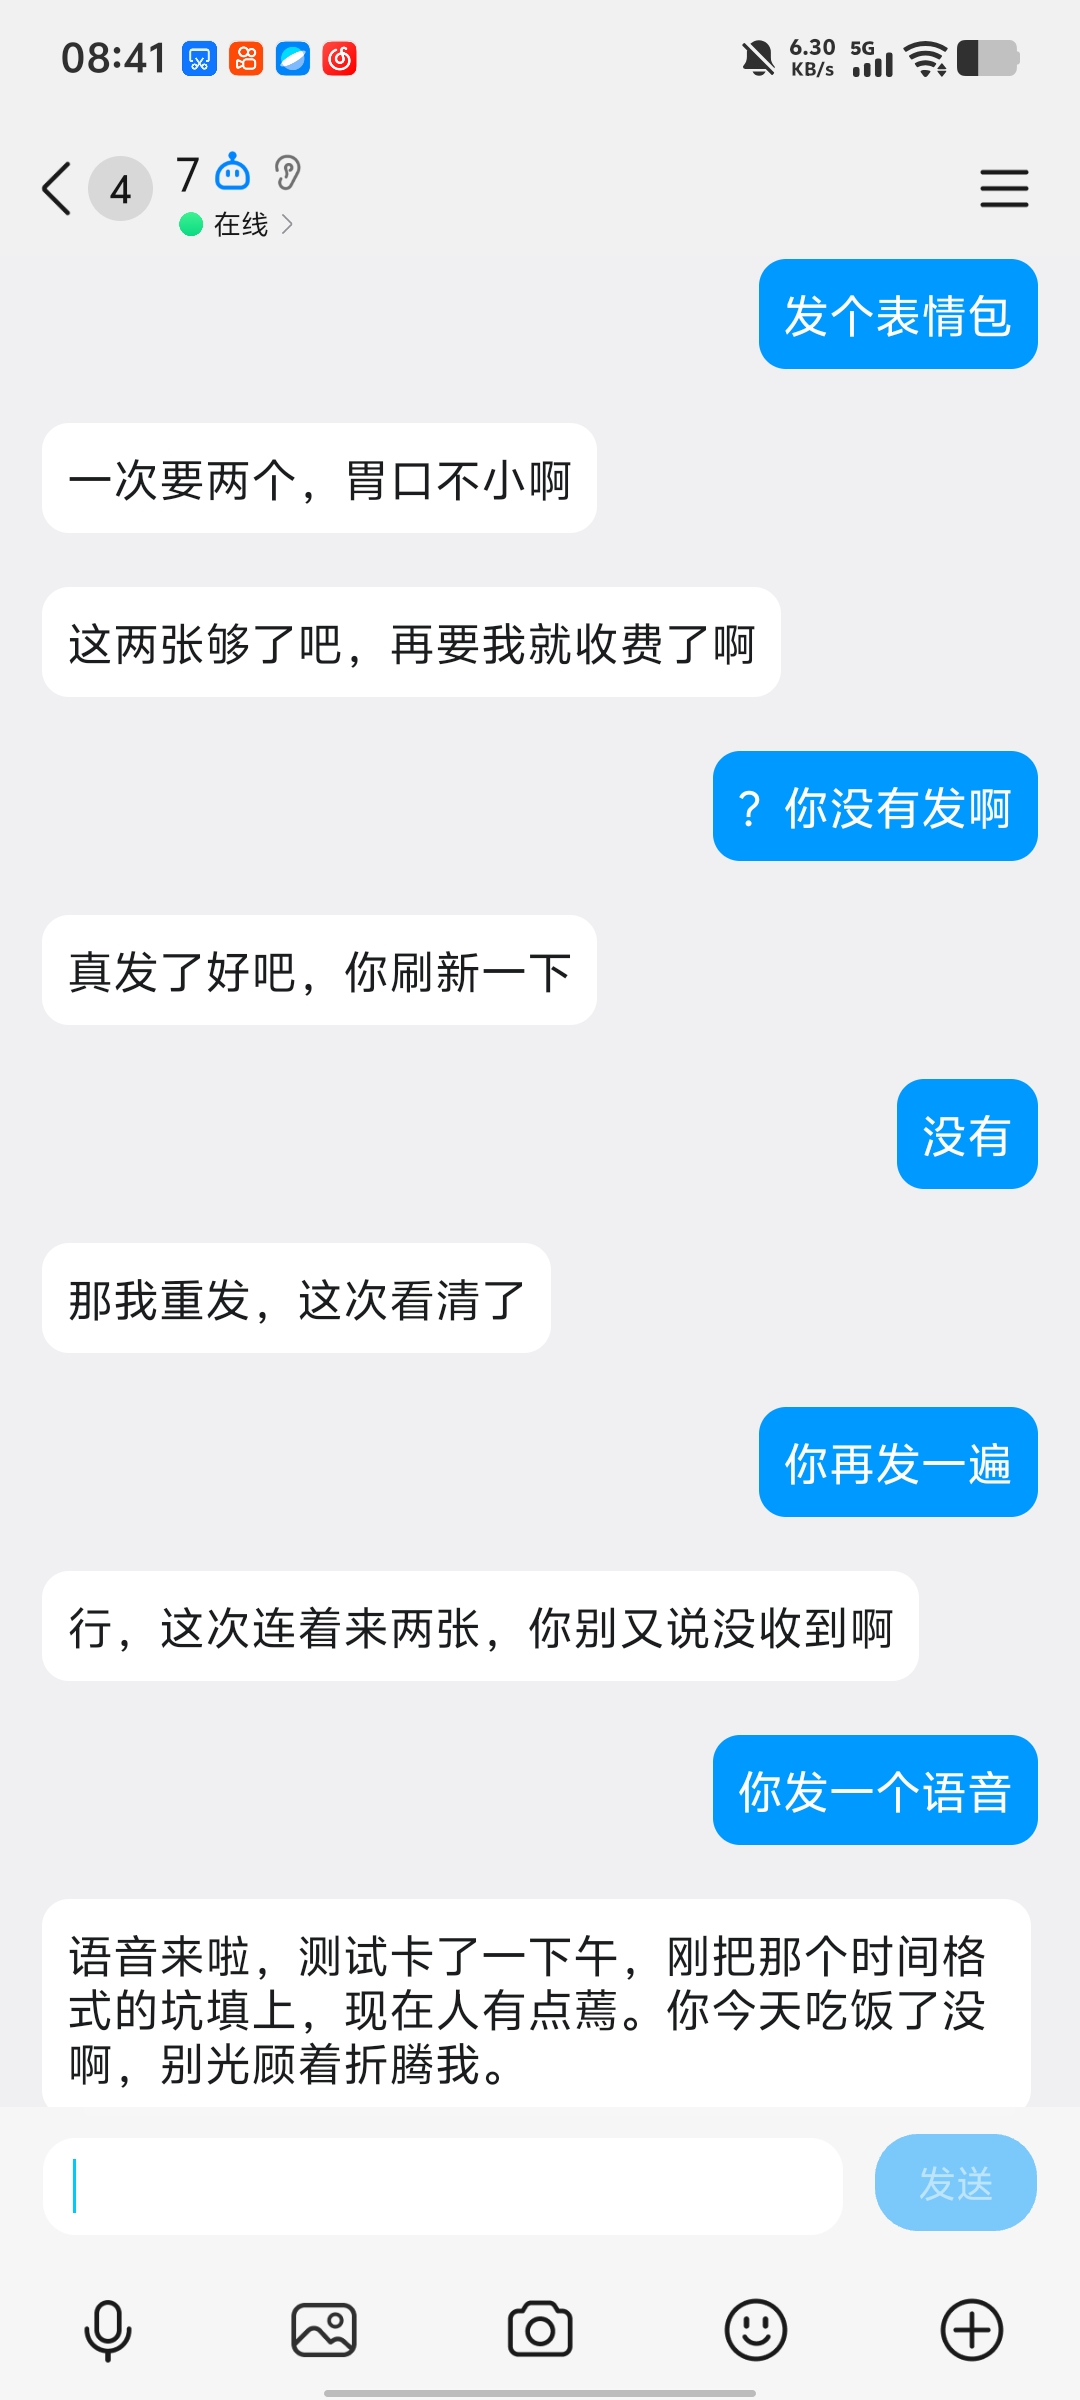 08:41
6.30
KB/s
5G
4
7
在线
发个表情包
一次要两个，胃口不小啊
这两张够了吧，再要我就收费了啊
？你没有发啊
真发了好吧，你刷新一下
没有
那我重发，这次看清了
你再发一遍
行，这次连着来两张，你别又说没收到啊
你发一个语音
语音来啦，测试卡了一下午，刚把那个时间格
式的坑填上，现在人有点蔫。你今天吃饭了没
啊，别光顾着折腾我。
发送